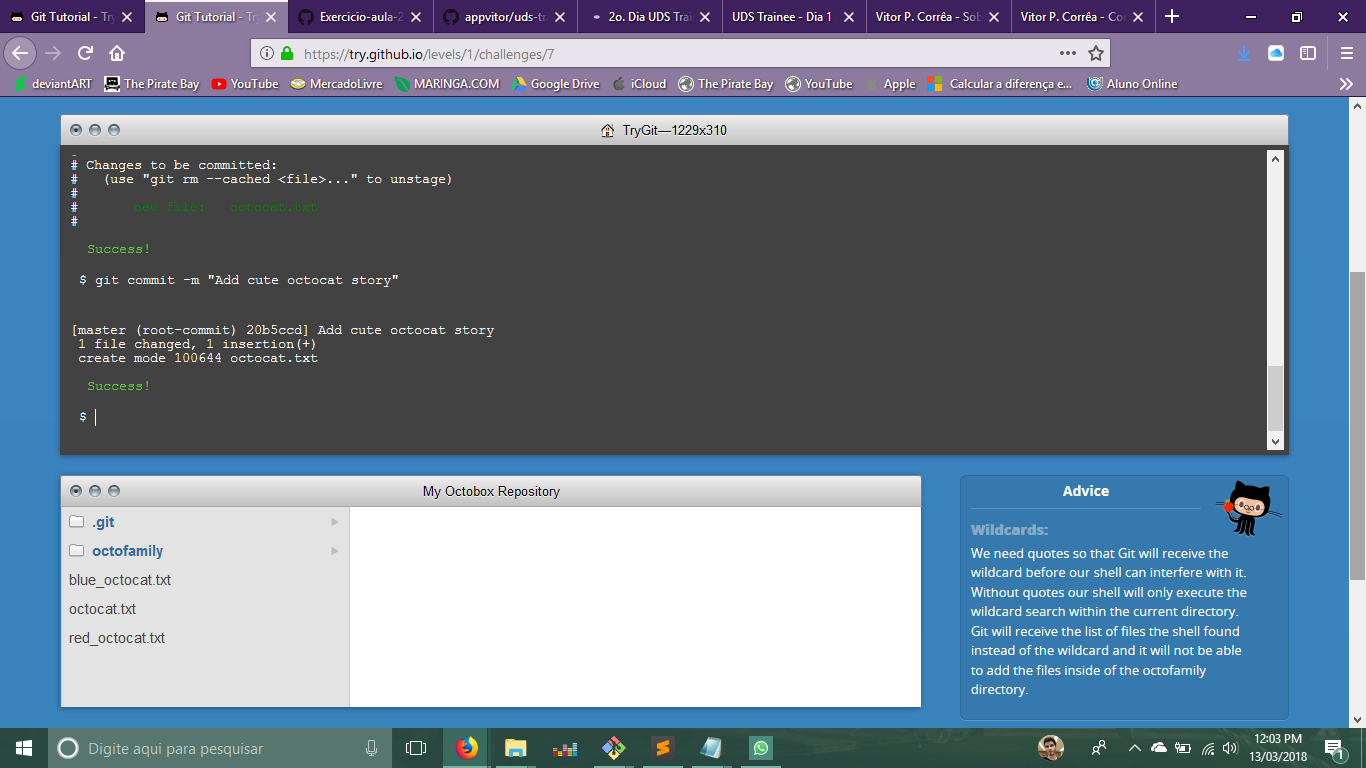 Git Tutorial - Try
Git Tutorial - Try
Exercicio-aula-2
appvitor/uds-tra
2o. Dia UDS Trai
UDS Trainee - Dia 1
Vitor P. Corrêa - Sob
Vitor P. Corrêa - Cor
https://try.github.io/levels/1/challenges/7
deviantART The Pirate Bay YouTube MercadoLivre MARINGA.COM Google Drive iCloud The Pirate Bay YouTube Apple Calcular a diferença e... Aluno Online
TryGit—1229x310
# Changes to be committed:
# (use "git rm --cached <file>..." to unstage)
#
# new file: octocat.txt
#
Success!
$ git commit -m "Add cute octocat story"
[master (root-commit) 20b5ccd] Add cute octocat story
1 file changed, 1 insertion(+)
create mode 100644 octocat.txt
Success!
$
My Octobox Repository
.git
octofamily
blue_octocat.txt
octocat.txt
red_octocat.txt
Advice
Wildcards:
We need quotes so that Git will receive the
wildcard before our shell can interfere with it.
Without quotes our shell will only execute the
wildcard search within the current directory.
Git will receive the list of files the shell found
instead of the wildcard and it will not be able
to add the files inside of the octofamily
directory.
Digite aqui para pesquisar
12:03 PM
13/03/2018
1